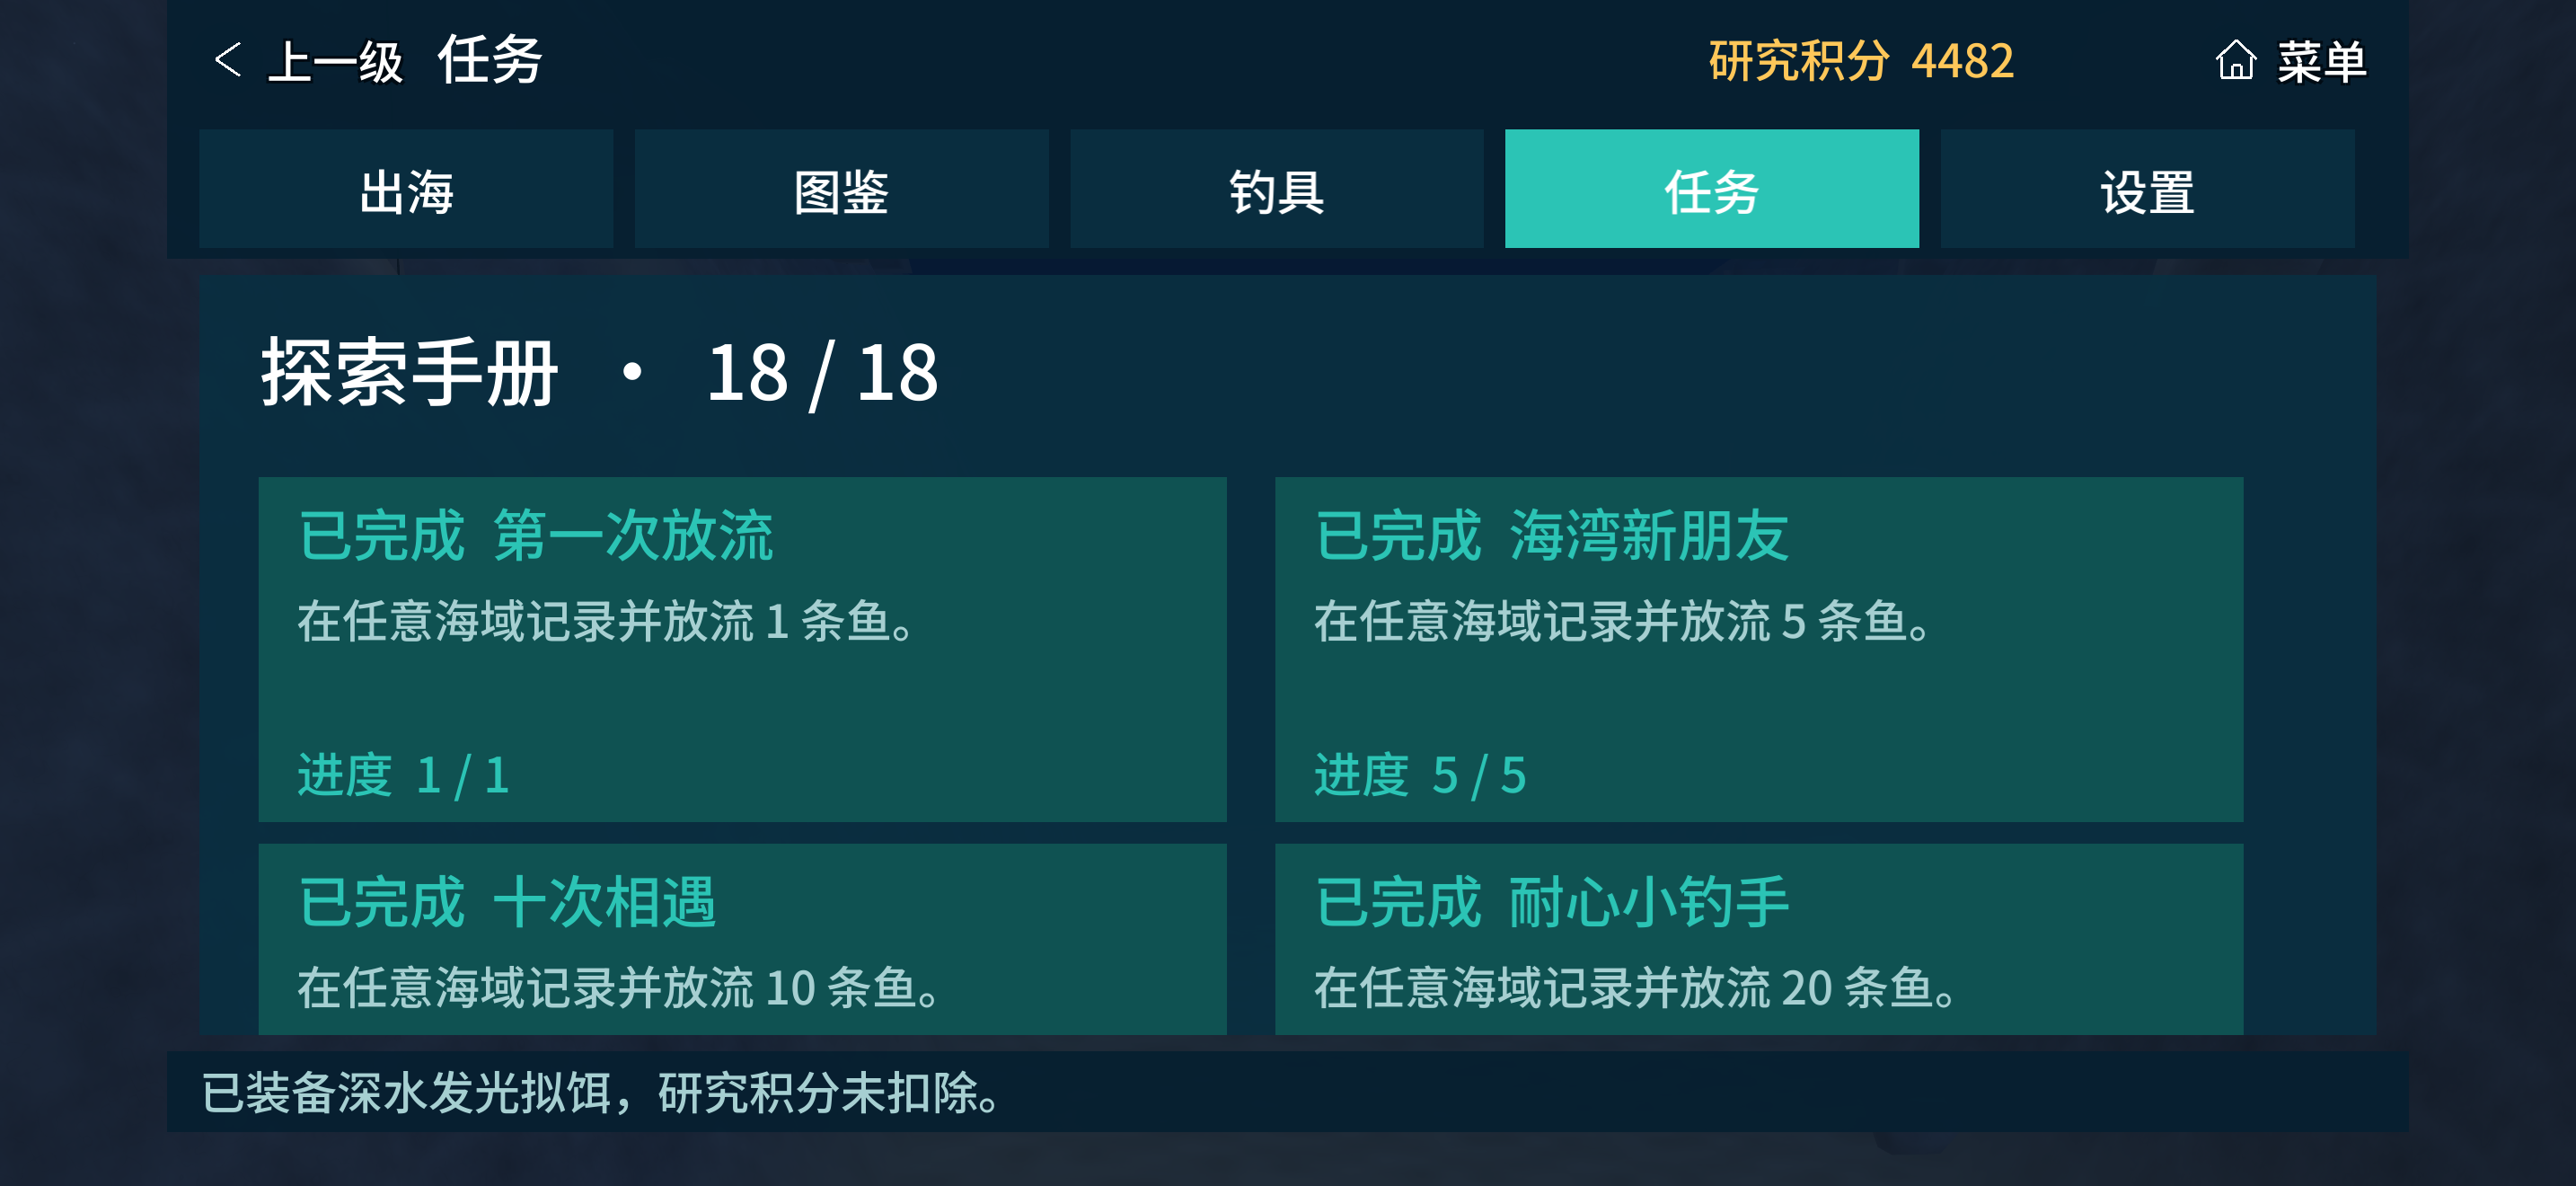 上一级 任务 研究积分 4482 菜单
出海 图鉴 钓具 任务 设置
探索手册 · 18 / 18
已完成 第一次放流
在任意海域记录并放流 1 条鱼。
进度 1 / 1
已完成 海湾新朋友
在任意海域记录并放流 5 条鱼。
进度 5 / 5
已完成 十次相遇
在任意海域记录并放流 10 条鱼。
已完成 耐心小钓手
在任意海域记录并放流 20 条鱼。
已装备深水发光拟饵，研究积分未扣除。